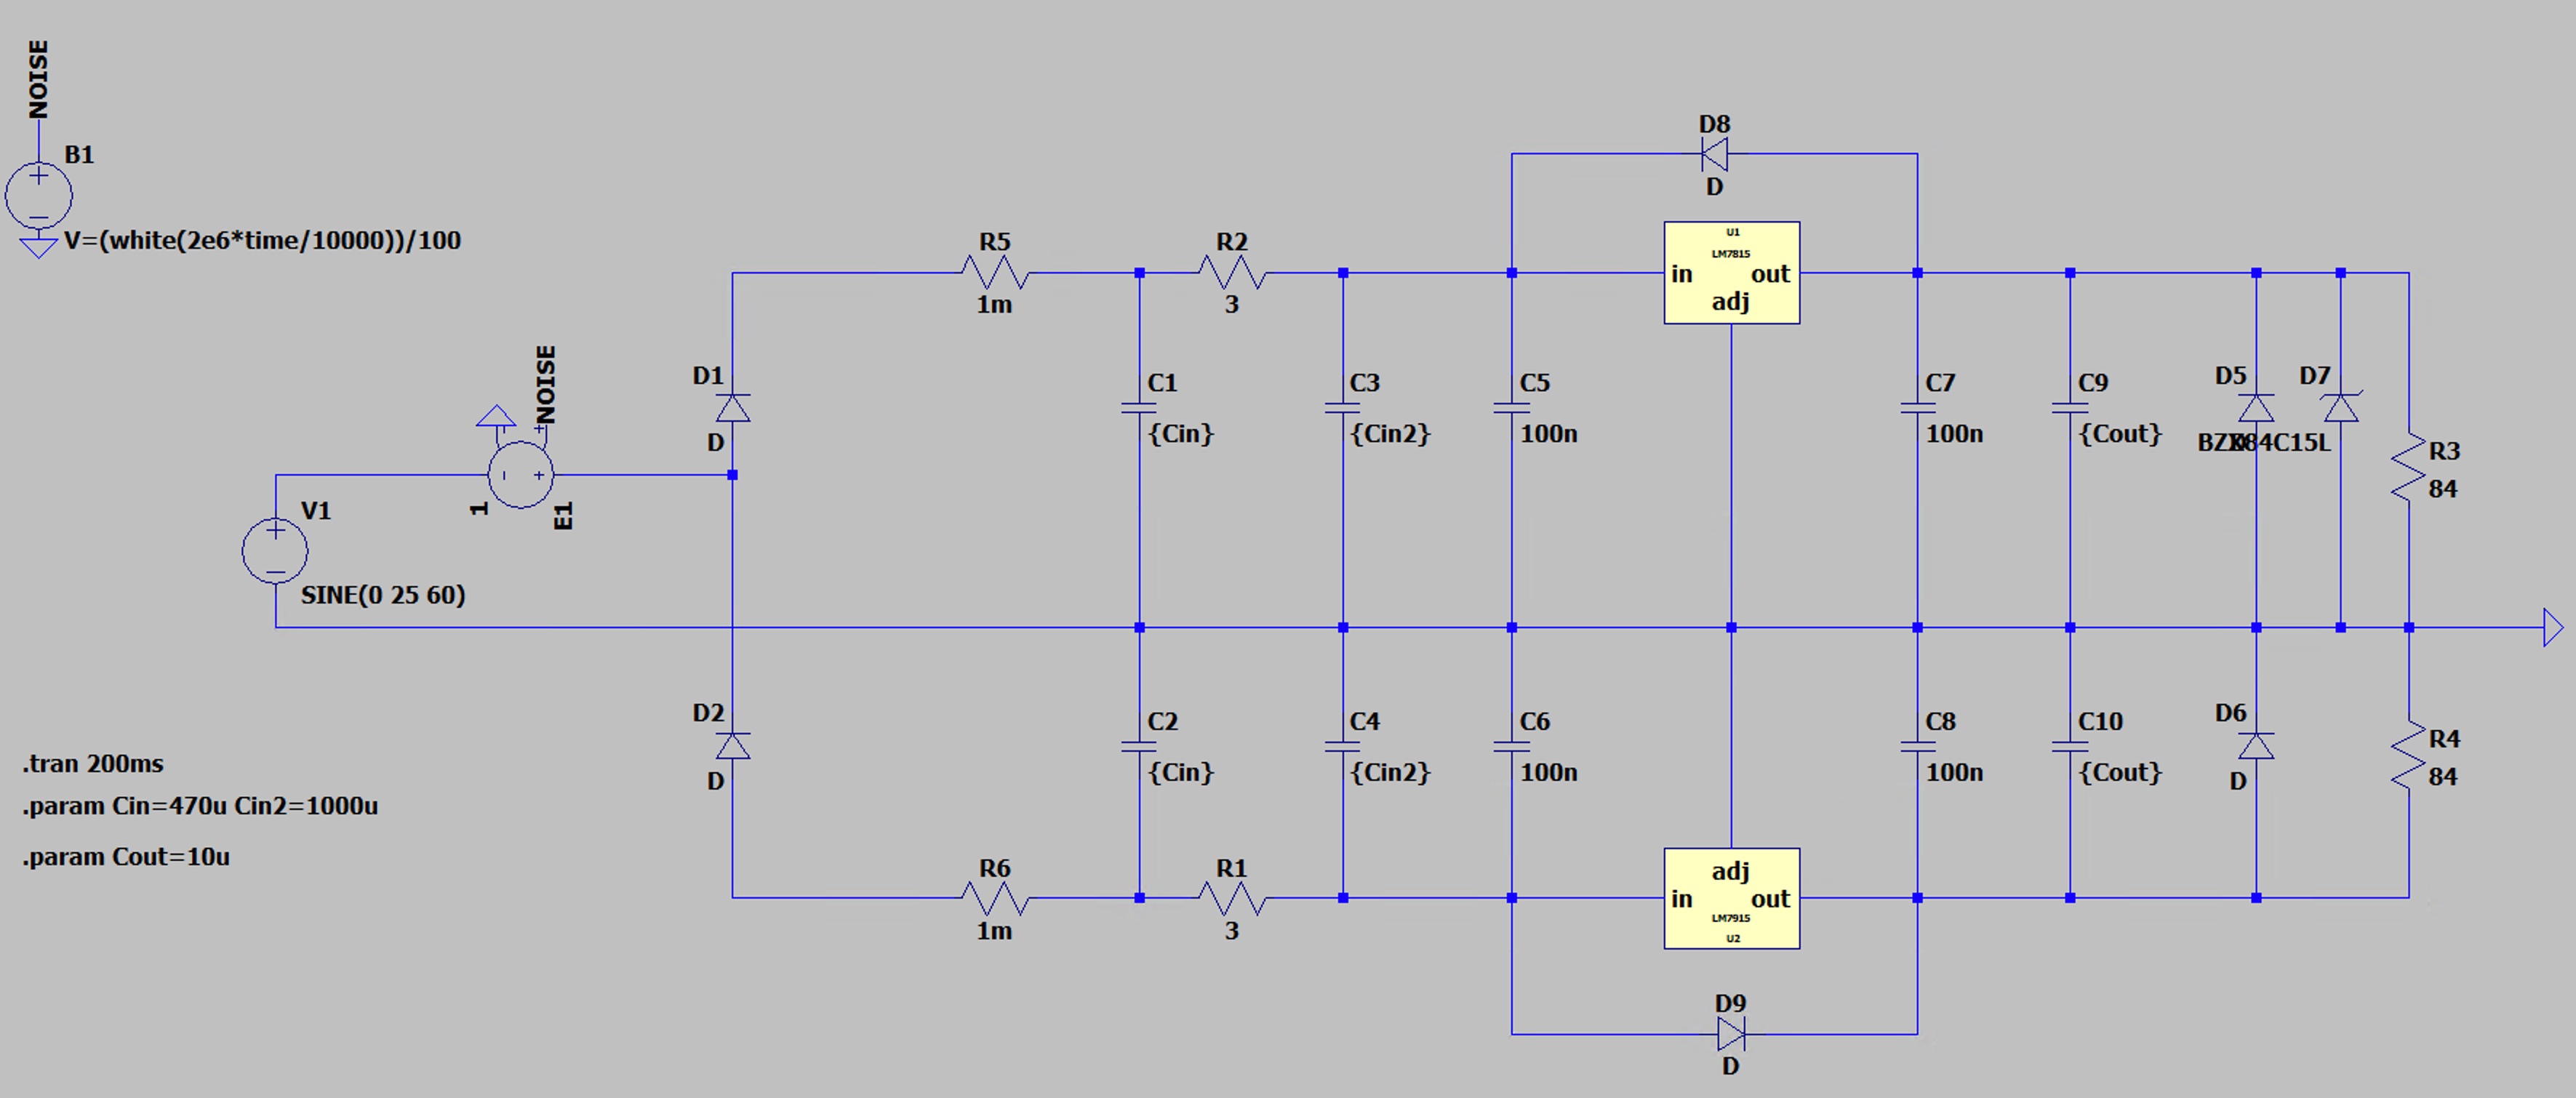 NOISE
B1
V=(white(2e6*time/10000))/100
D8
D
R5
1m
R2
3
U1
LM7815
in
out
adj
NOISE
1
E1
V1
SINE(0 25 60)
D1
D
C1
{Cin}
C3
{Cin2}
C5
100n
C7
100n
C9
{Cout}
D5
D7
BZX84C15L
R3
84
D2
D
C2
{Cin}
C4
{Cin2}
C6
100n
C8
100n
C10
{Cout}
D6
D
R4
84
.tran 200ms
.param Cin=470u Cin2=1000u
.param Cout=10u
R6
1m
R1
3
adj
in
out
LM7915
U2
D9
D